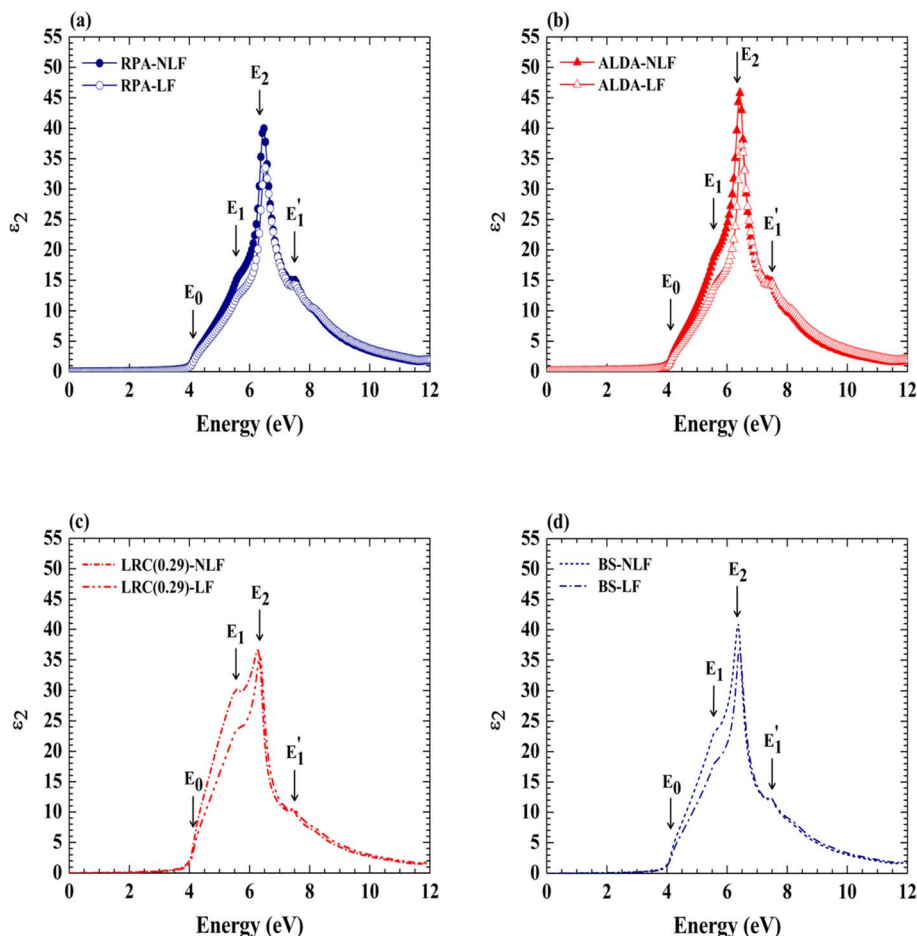 (a)
55
50
45
40
35
30
25
20
15
10
5
0
ε2
RPA-NLF
RPA-LF
E0
E1
E2
E1'
0 2 4 6 8 10 12
Energy (eV)
(b)
55
50
45
40
35
30
25
20
15
10
5
0
ε2
ALDA-NLF
ALDA-LF
E0
E1
E2
E1'
0 2 4 6 8 10 12
Energy (eV)
(c)
55
50
45
40
35
30
25
20
15
10
5
0
ε2
LRC(0.29)-NLF
LRC(0.29)-LF
E0
E1
E2
E1'
0 2 4 6 8 10 12
Energy (eV)
(d)
55
50
45
40
35
30
25
20
15
10
5
0
ε2
BS-NLF
BS-LF
E0
E1
E2
E1'
0 2 4 6 8 10 12
Energy (eV)